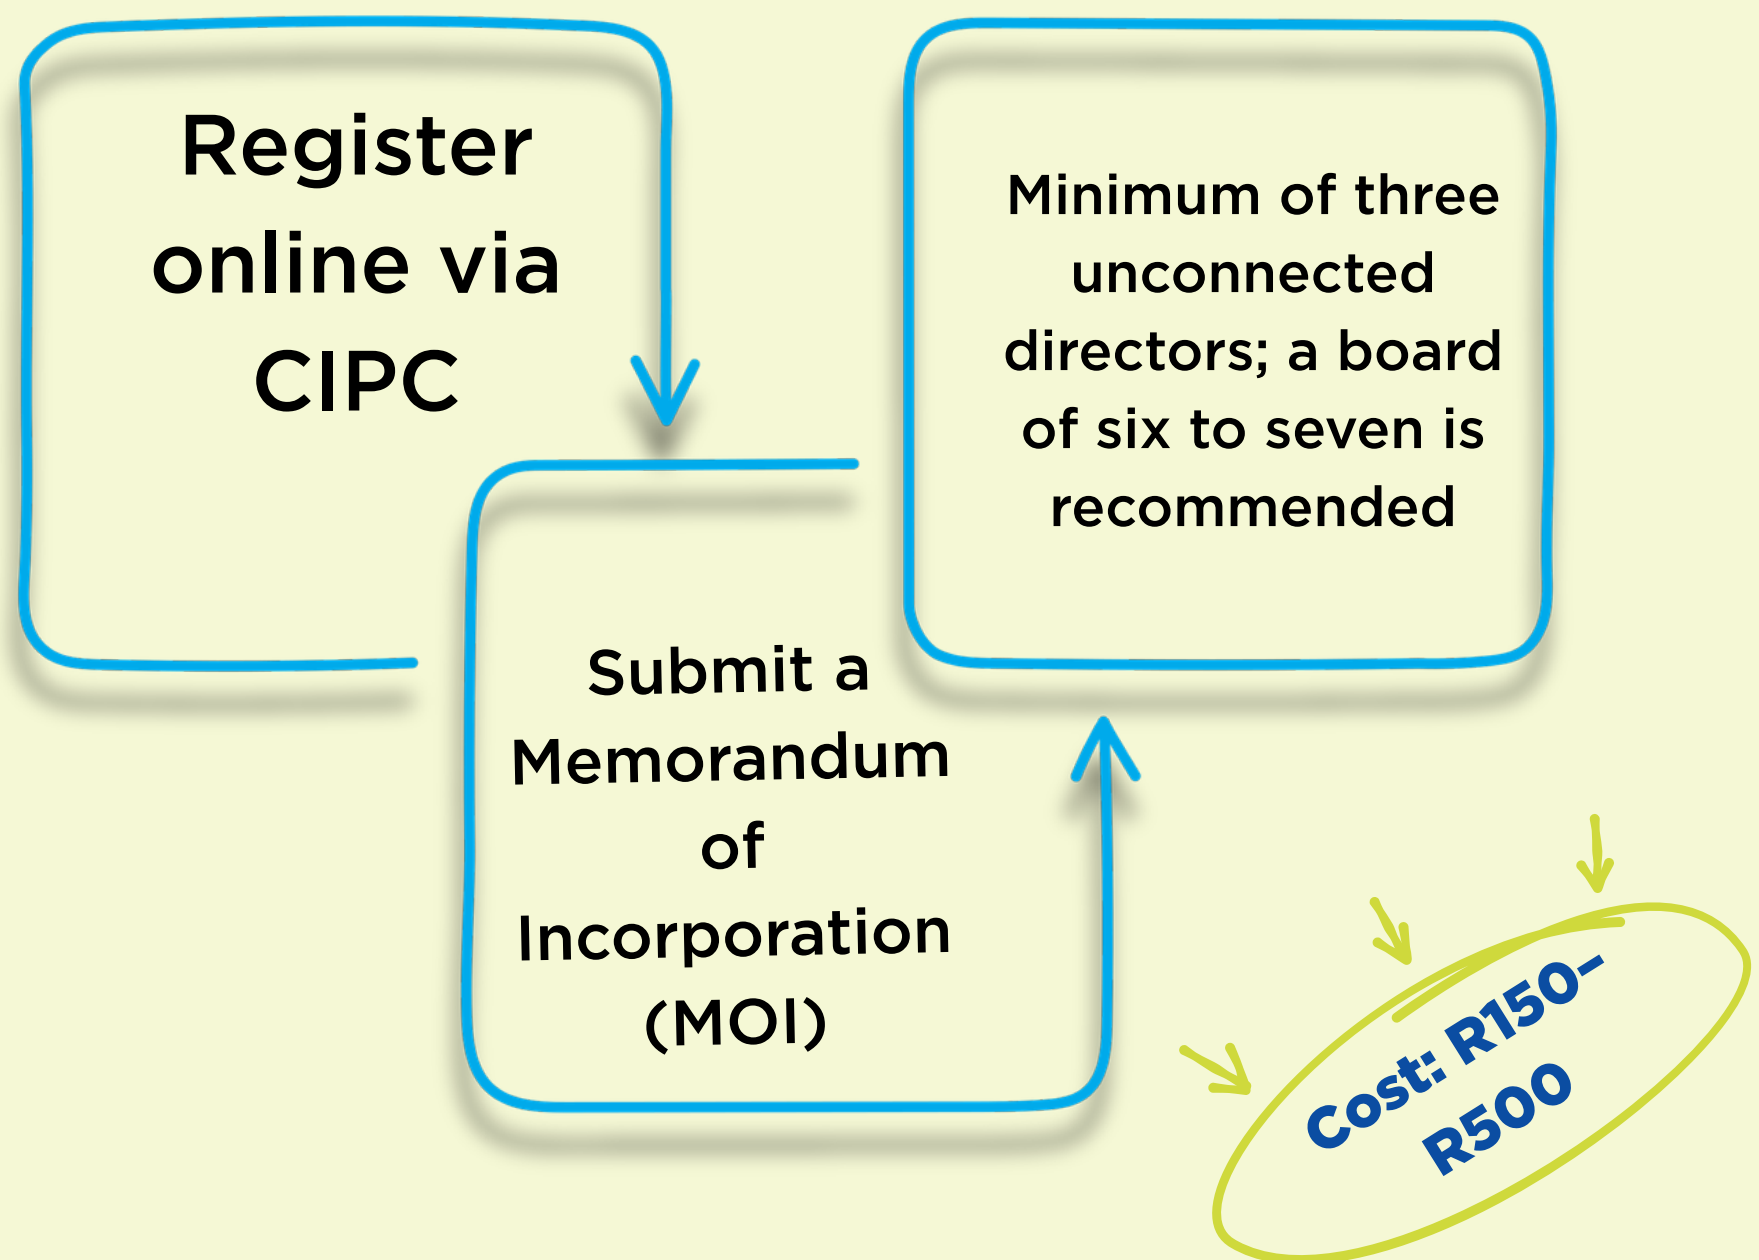 Register
online via
CIPC
Submit a
Memorandum
of
Incorporation
(MOI)
Minimum of three
unconnected
directors; a board
of six to seven is
recommended
Cost: R150–
R500